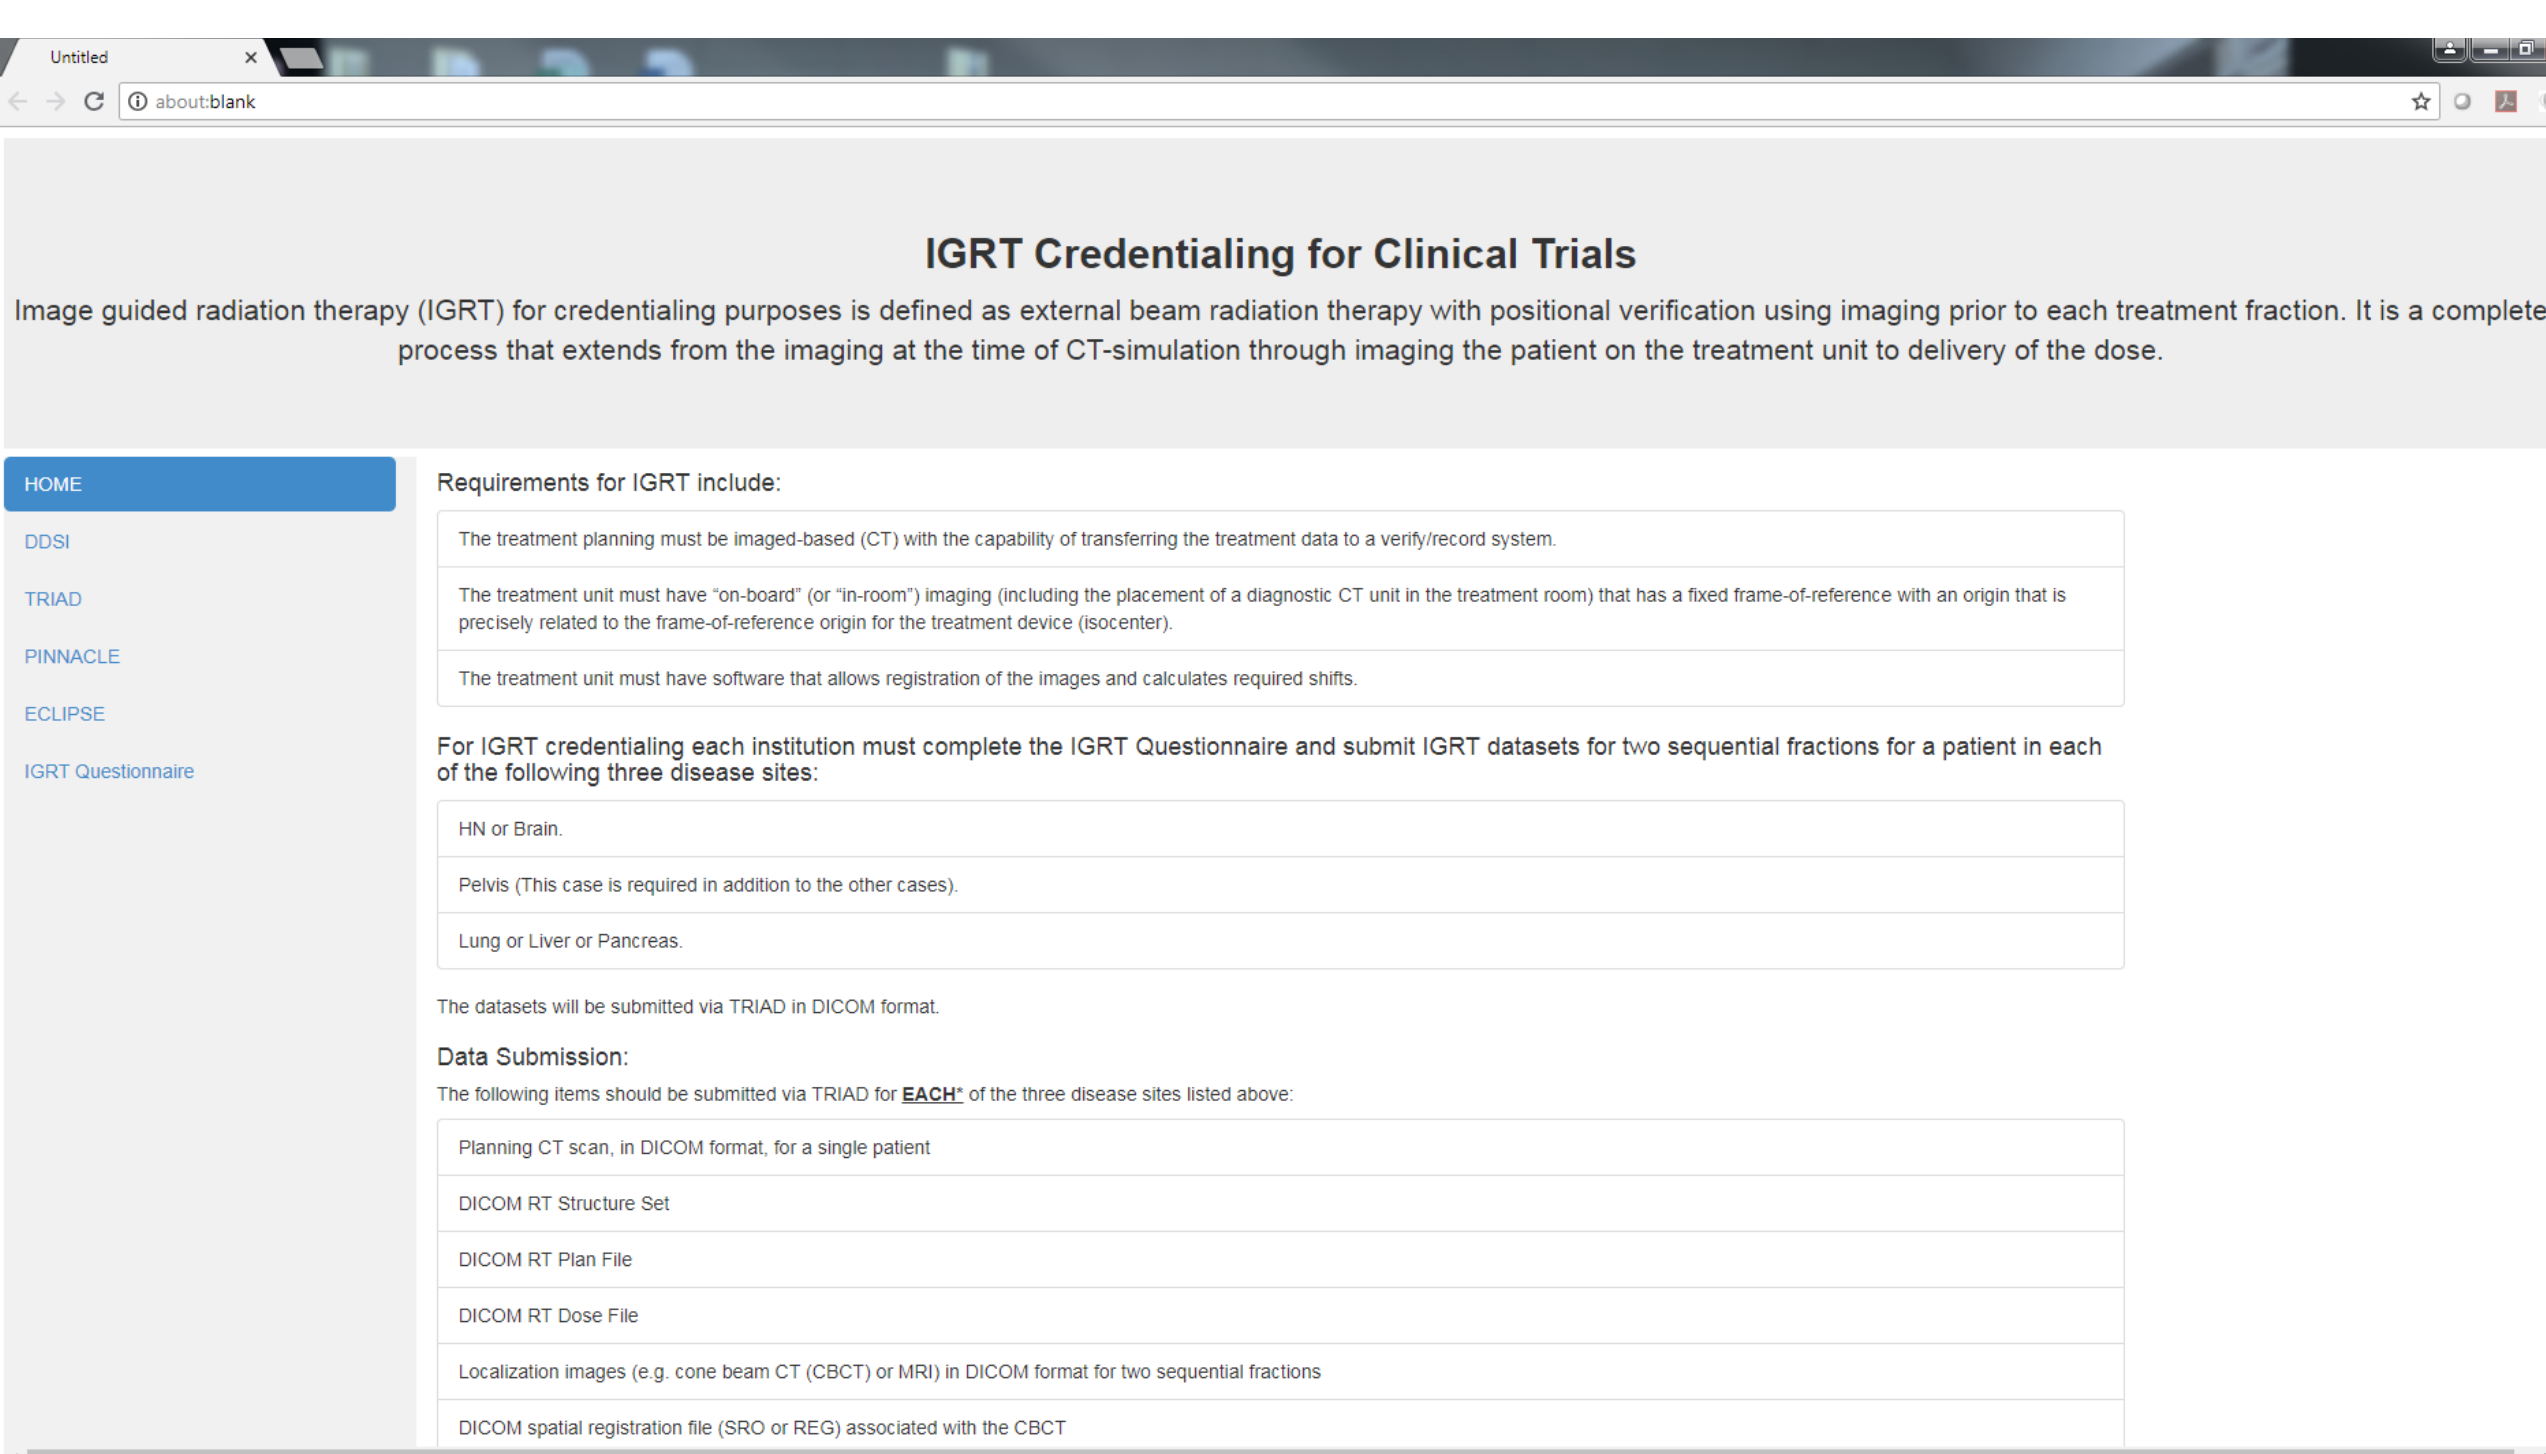 Untitled
about:blank
IGRT Credentialing for Clinical Trials
Image guided radiation therapy (IGRT) for credentialing purposes is defined as external beam radiation therapy with positional verification using imaging prior to each treatment fraction. It is a complete
process that extends from the imaging at the time of CT-simulation through imaging the patient on the treatment unit to delivery of the dose.
HOME
DDSI
TRIAD
PINNACLE
ECLIPSE
IGRT Questionnaire
Requirements for IGRT include:
The treatment planning must be imaged-based (CT) with the capability of transferring the treatment data to a verify/record system.
The treatment unit must have “on-board” (or “in-room”) imaging (including the placement of a diagnostic CT unit in the treatment room) that has a fixed frame-of-reference with an origin that is
precisely related to the frame-of-reference origin for the treatment device (isocenter).
The treatment unit must have software that allows registration of the images and calculates required shifts.
For IGRT credentialing each institution must complete the IGRT Questionnaire and submit IGRT datasets for two sequential fractions for a patient in each
of the following three disease sites:
HN or Brain.
Pelvis (This case is required in addition to the other cases).
Lung or Liver or Pancreas.
The datasets will be submitted via TRIAD in DICOM format.
Data Submission:
The following items should be submitted via TRIAD for EACH* of the three disease sites listed above:
Planning CT scan, in DICOM format, for a single patient
DICOM RT Structure Set
DICOM RT Plan File
DICOM RT Dose File
Localization images (e.g. cone beam CT (CBCT) or MRI) in DICOM format for two sequential fractions
DICOM spatial registration file (SRO or REG) associated with the CBCT